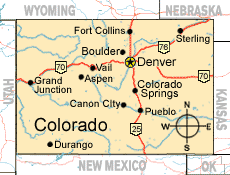 WYOMING
NEBRASKA
Fort Collins
Sterling
76
Boulder
Denver
70
Vail
70
UTAH
Grand
Junction
Aspen
Colorado
Springs
KANSAS
Canon City
Pueblo
Colorado
25
N
Durango
NEW MEXICO
OK